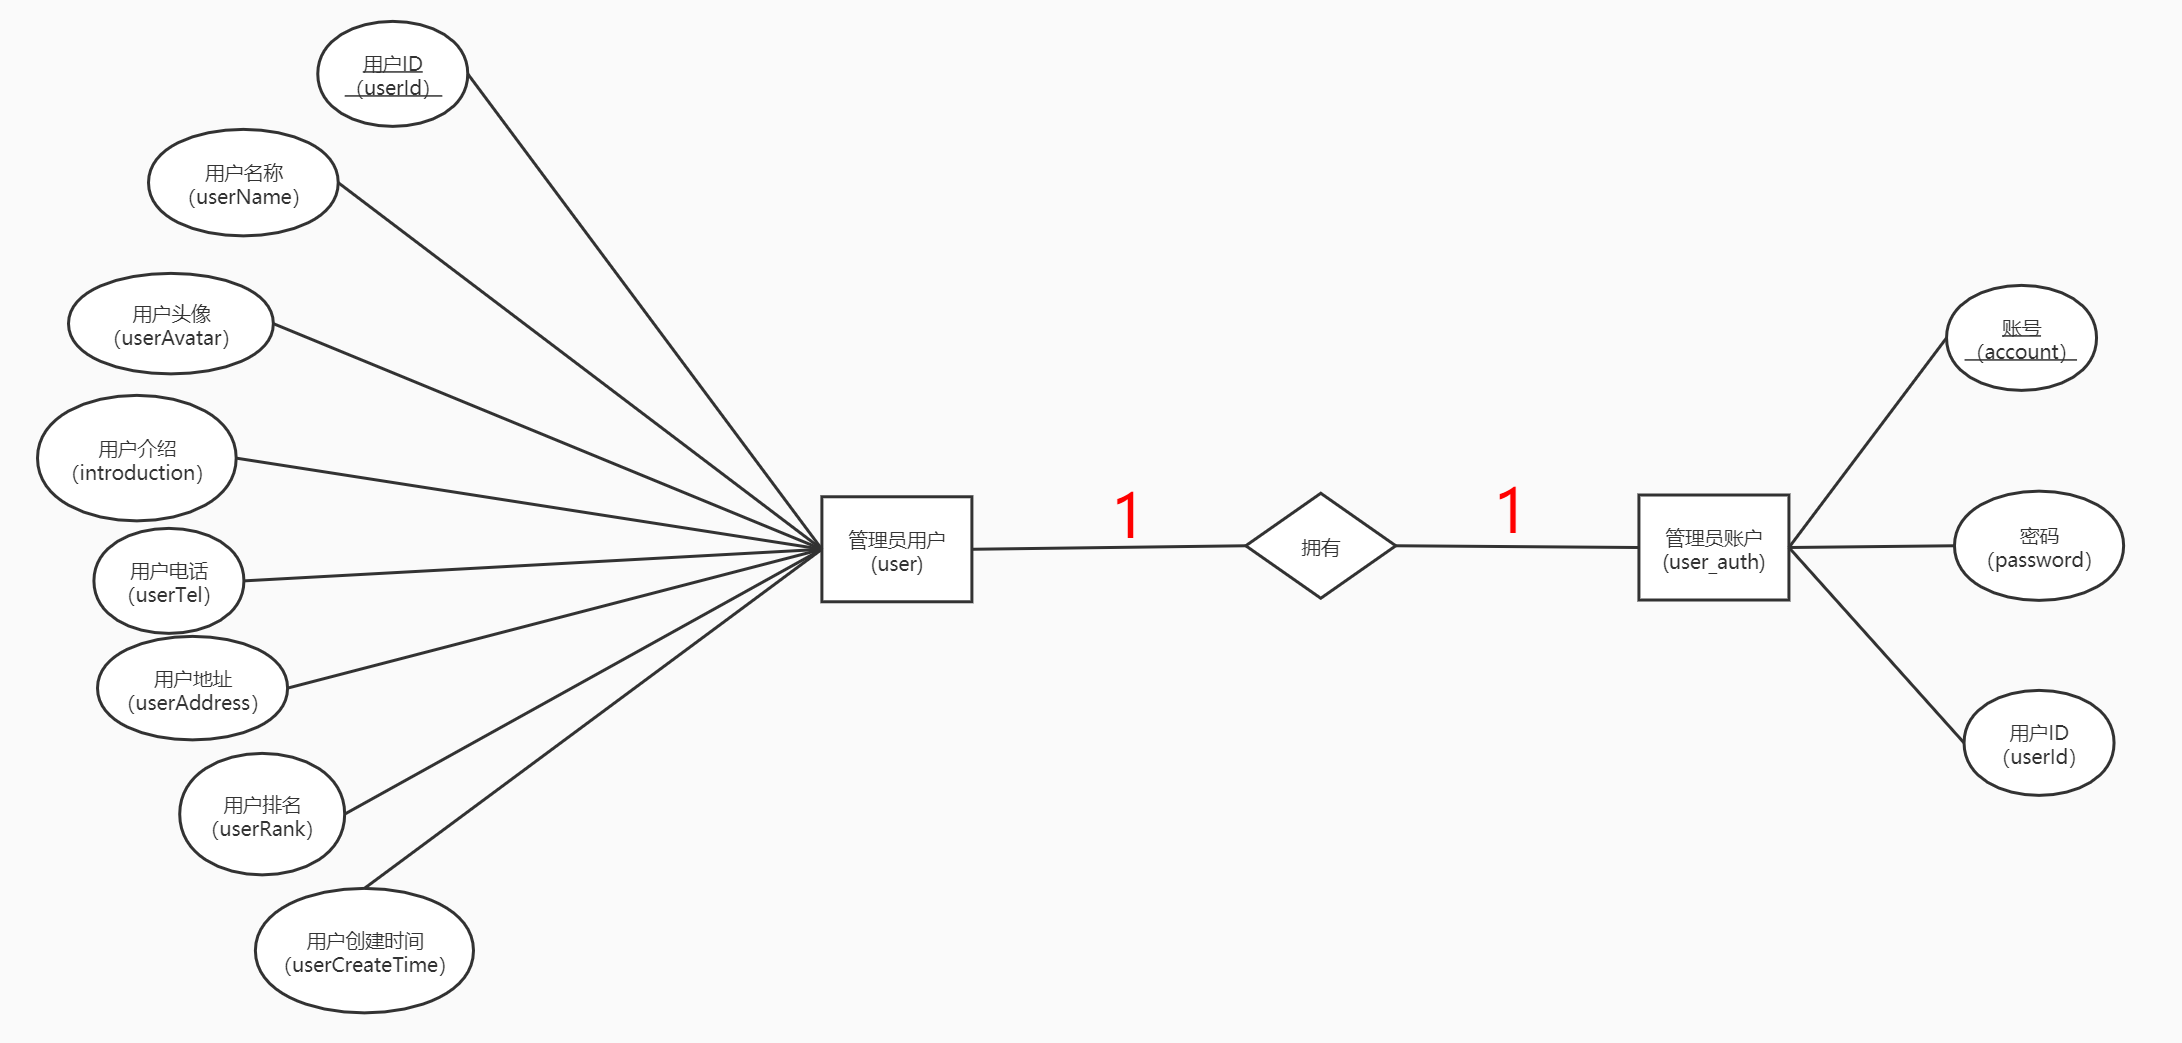 用户ID
（userId）
用户名称
（userName）
用户头像
（userAvatar）
用户介绍
（introduction）
用户电话
（userTel）
用户地址
（userAddress）
用户排名
（userRank）
用户创建时间
（userCreateTime）
管理员用户
(user)
1
拥有
1
管理员账户
(user_auth)
账号
（account）
密码
（password）
用户ID
（userId）